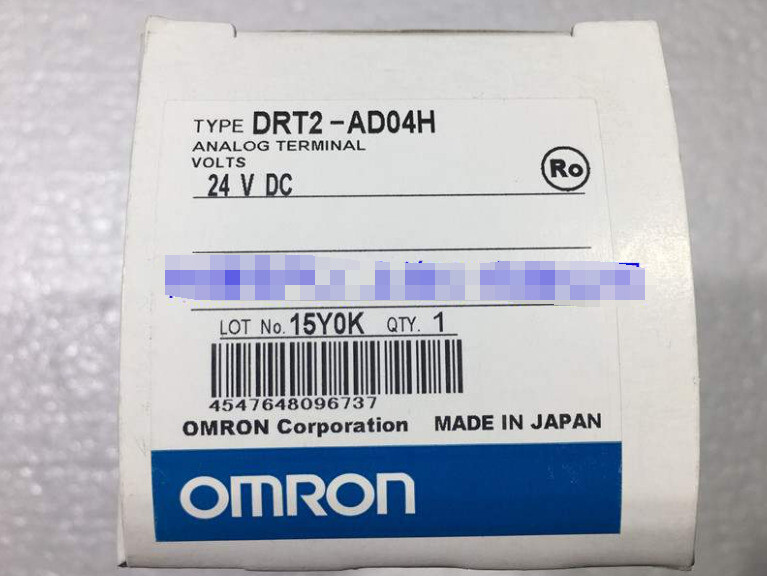 TYPE DRT2-AD04H
ANALOG TERMINAL
VOLTS
24 V DC
Ro
LOT No. 15Y0K QTY. 1
4547648096737
OMRON Corporation MADE IN JAPAN
OMRON